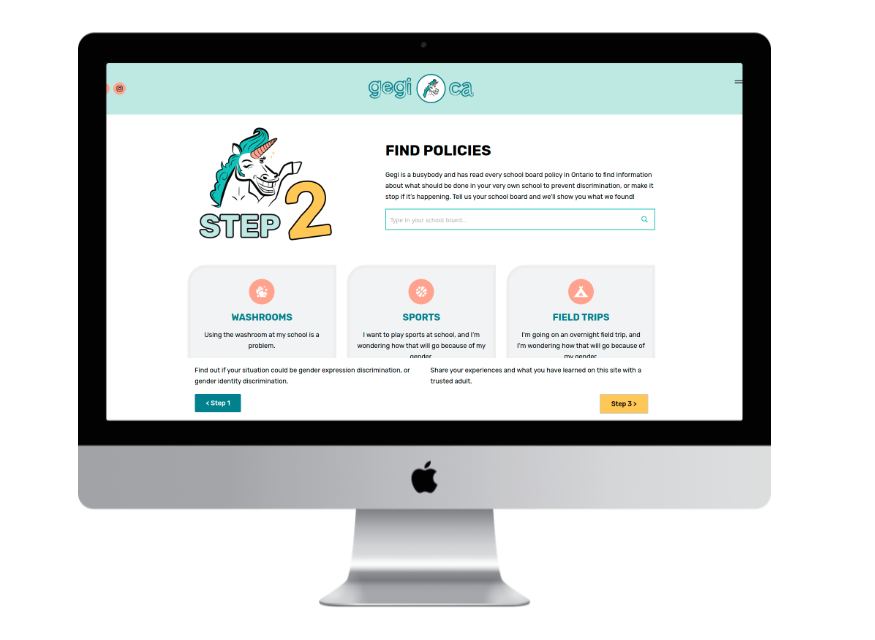 gegi ca
STEP 2
FIND POLICIES
Gegi is a busybody and has read every school board policy in Ontario to find information
about what should be done in your very own school to prevent discrimination, or make it
stop if it's happening. Tell us your school board and we'll show you what we found!
Type in your school board...
WASHROOMS
Using the washroom at my school is a
problem.
SPORTS
I want to play sports at school, and I'm
wondering how that will go because of my
gender
FIELD TRIPS
I'm going on an overnight field trip, and
I'm wondering how that will go because of
my gender
Find out if your situation could be gender expression discrimination, or
gender identity discrimination.
Share your experiences and what you have learned on this site with a
trusted adult.
< Step 1
Step 3 >